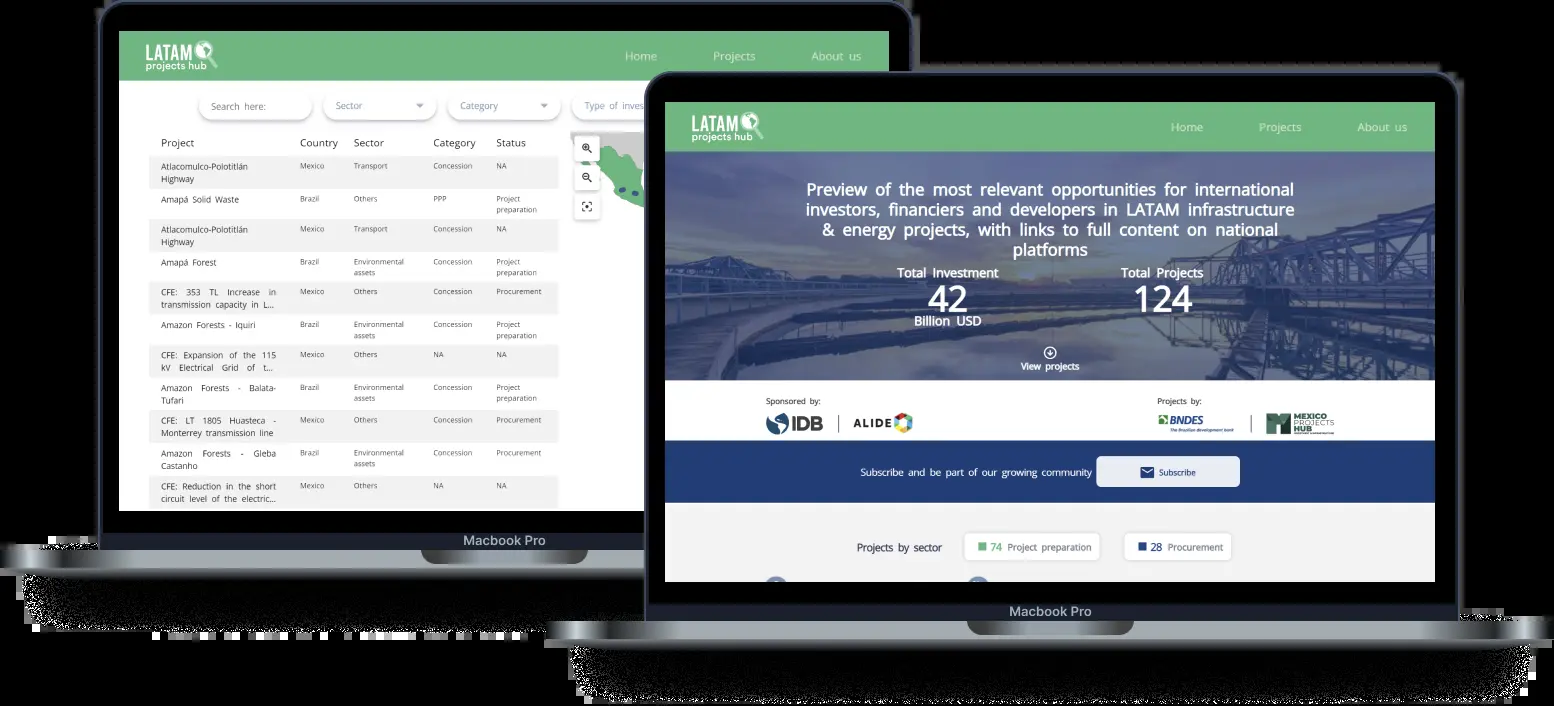 LATAM
projects hub
Home Projects About us
Search here: Sector Category Type of inves
Project Country Sector Category Status
Atlacomulco-Polotitlán Highway Mexico Transport Concession NA
Amapá Solid Waste Brazil Others PPP Project preparation
Atlacomulco-Polotitlán Highway Mexico Transport Concession NA
Amapá Forest Brazil Environmental assets Concession Project preparation
CFE: 353 TL Increase in transmission capacity in L... Mexico Others Concession Procurement
Amazon Forests - Iquiri Brazil Environmental assets Concession Project preparation
CFE: Expansion of the 115 kV Electrical Grid of t... Mexico Others NA NA
Amazon Forests - Balata-Tufari Brazil Environmental assets Concession Project preparation
CFE: LT 1805 Huasteca - Monterrey transmission line Mexico Others Concession Procurement
Amazon Forests - Gleba Castanho Brazil Environmental assets Concession Procurement
CFE: Reduction in the short circuit level of the electric... Mexico Others NA NA
Macbook Pro
LATAM
projects hub
Home Projects About us
Preview of the most relevant opportunities for international
investors, financiers and developers in LATAM infrastructure
& energy projects, with links to full content on national
platforms
Total Investment Total Projects
42 124
Billion USD
View projects
Sponsored by: Projects by:
IDB ALIDE BNDES MEXICO
PROJECTS
HUB
The Brazilian development bank
Subscribe and be part of our growing community Subscribe
Projects by sector 74 Project preparation 28 Procurement
Macbook Pro